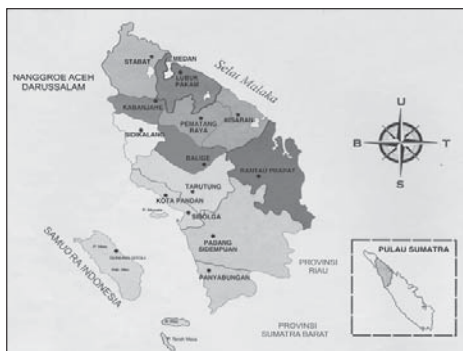 STABAT
MEDAN
LUBUK
PAKAM
Selat Malaka
NANGGROE ACEH
DARUSSALAM
KABANJAHE
PEMATANG
RAYA
KISARAN
SIDIKALANG
U
B
T
S
BALIGE
RANTAU PRAPAT
TARUTUNG
KOTA PANDAN
SIBOLGA
SAMUDRA INDONESIA
PADANG
SIDEMPUAN
PROVINSI
RIAU
PULAU SUMATRA
PANYABUNGAN
PROVINSI
SUMATRA BARAT